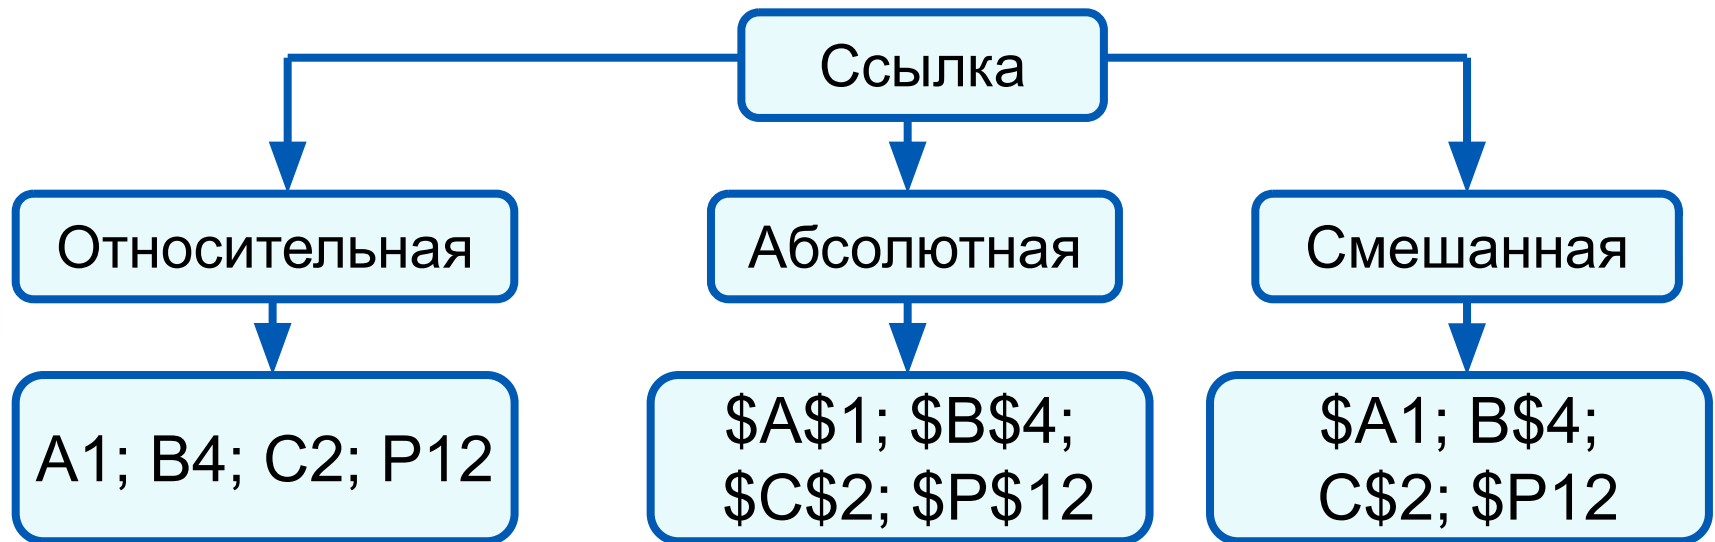 Ссылка
Относительная
Абсолютная
Смешанная
A1; B4; C2; P12
$A$1; $B$4;
$C$2; $P$12
$A1; B$4;
C$2; $P12